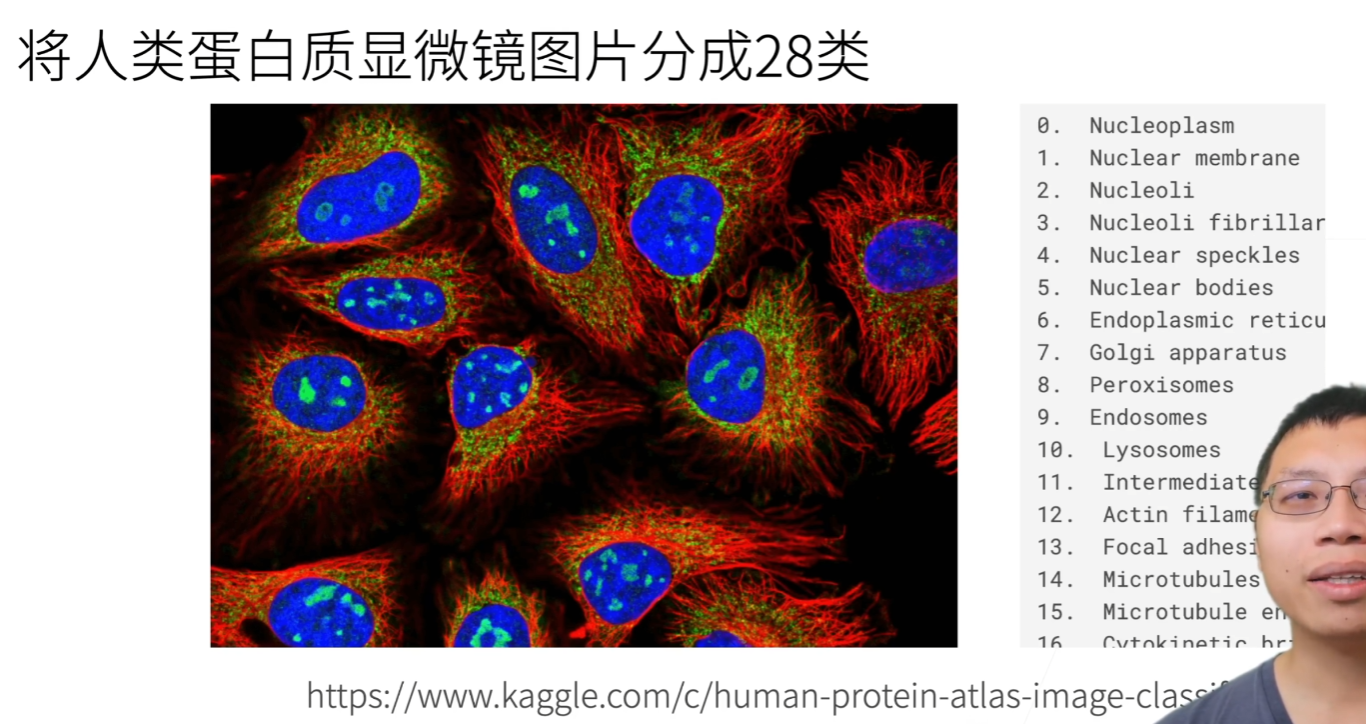 将人类蛋白质显微镜图片分成28类
0. Nucleoplasm
1. Nuclear membrane
2. Nucleoli
3. Nucleoli fibrillar
4. Nuclear speckles
5. Nuclear bodies
6. Endoplasmic reticu
7. Golgi apparatus
8. Peroxisomes
9. Endosomes
10. Lysosomes
11. Intermediate
12. Actin filame
13. Focal adhesi
14. Microtubules
15. Microtubule en
16. Cytokinetic br
https://www.kaggle.com/c/human-protein-atlas-image-classif